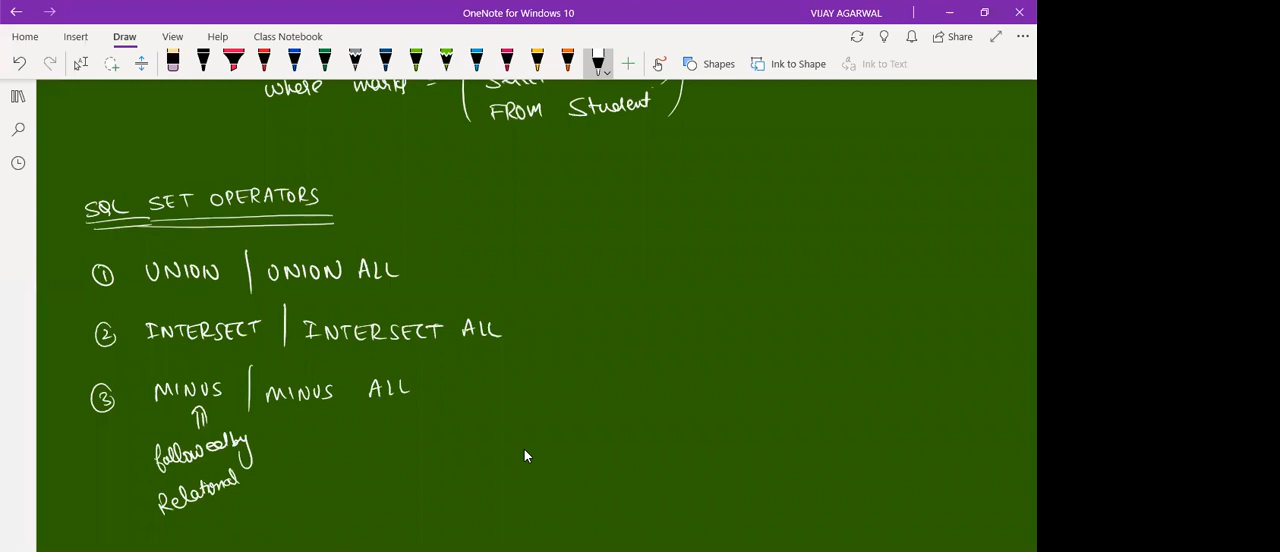 OneNote for Windows 10
VIJAY AGARWAL
Home Insert Draw View Help Class Notebook
Share
Shapes Ink to Shape Ink to Text
where marks = (
FROM Student )
SQL SET OPERATORS
① UNION | UNION ALL
② INTERSECT | INTERSECT ALL
③ MINUS | MINUS ALL
followed by
Relational